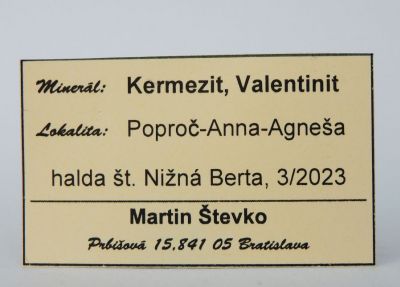 Minerál: Kermezit, Valentinit
Lokalita: Poproč-Anna-Agneša
halda št. Nižná Berta, 3/2023
Martin Števko
Prbišová 15,841 05 Bratislava